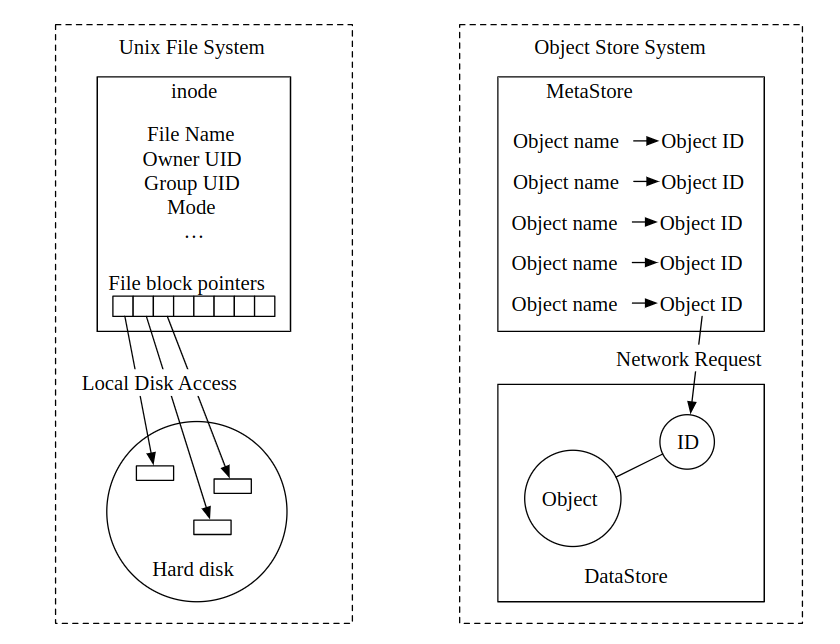 Unix File System
inode
File Name
Owner UID
Group UID
Mode
...
File block pointers
Local Disk Access
Hard disk
Object Store System
MetaStore
Object name Object ID
Object name Object ID
Object name Object ID
Object name Object ID
Object name Object ID
Network Request
ID
Object
DataStore